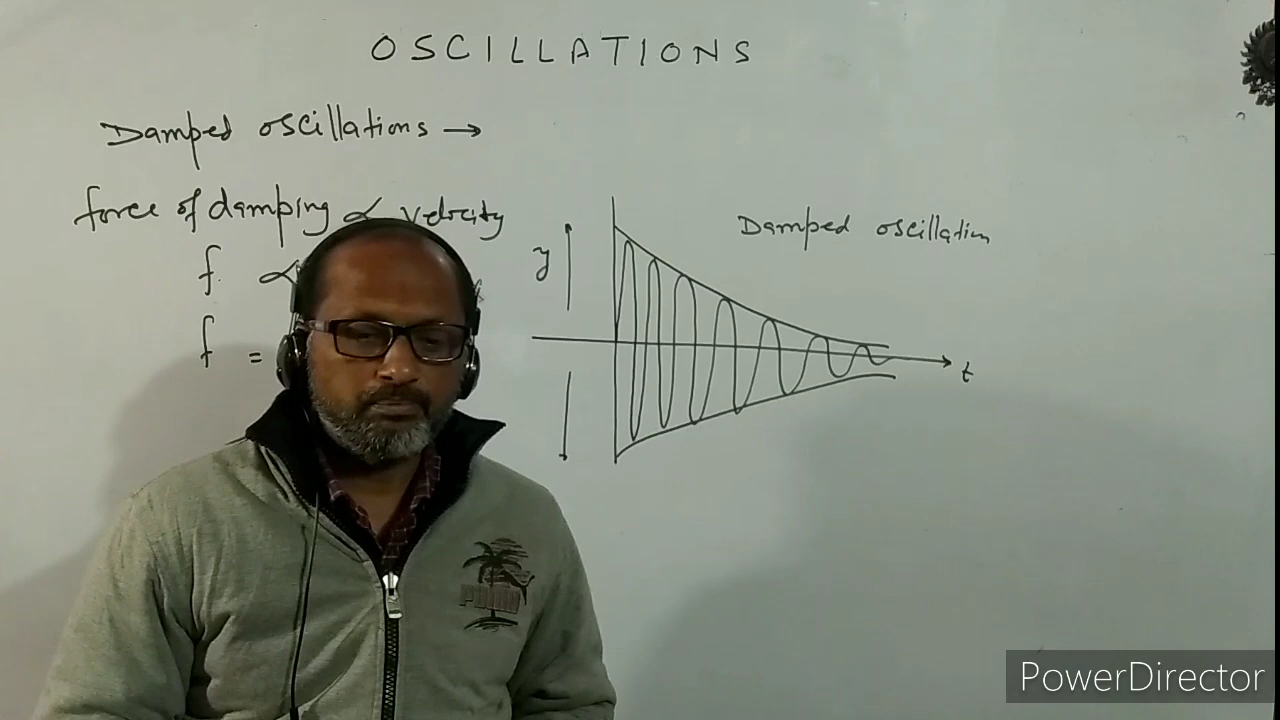 OSCILLATIONS
Damped oscillations →
force of damping ∝ velocity
f ∝
f =
y
Damped oscillation
t
PowerDirector